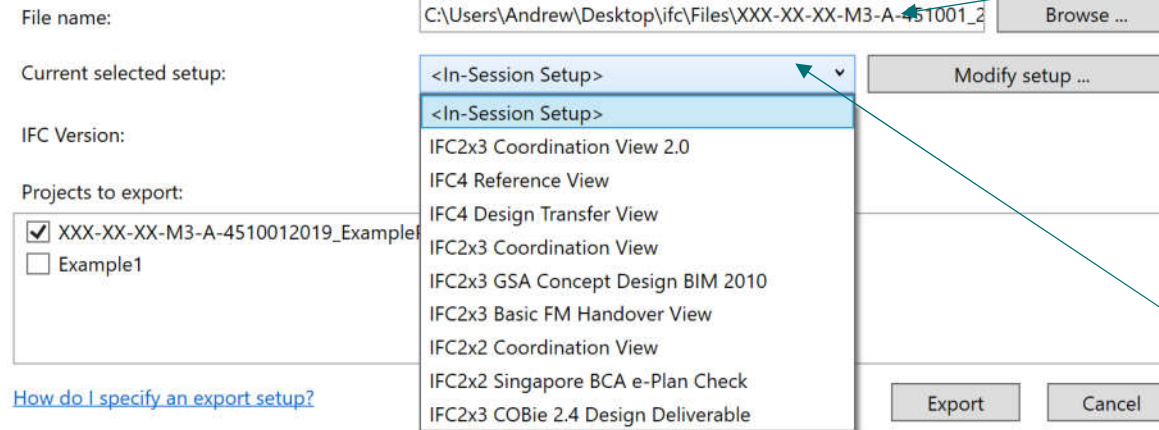 File name:
C:\Users\Andrew\Desktop\ifc\Files\XXX-XX-XX-M3-A-451001_2
Browse ...
Current selected setup:
<In-Session Setup>
Modify setup ...
<In-Session Setup>
IFC Version:
IFC2x3 Coordination View 2.0
IFC4 Reference View
Projects to export:
IFC4 Design Transfer View
XXX-XX-XX-M3-A-4510012019_Example
IFC2x3 Coordination View
Example1
IFC2x3 GSA Concept Design BIM 2010
IFC2x3 Basic FM Handover View
IFC2x2 Coordination View
IFC2x2 Singapore BCA e-Plan Check
How do I specify an export setup?
IFC2x3 COBie 2.4 Design Deliverable
Export
Cancel